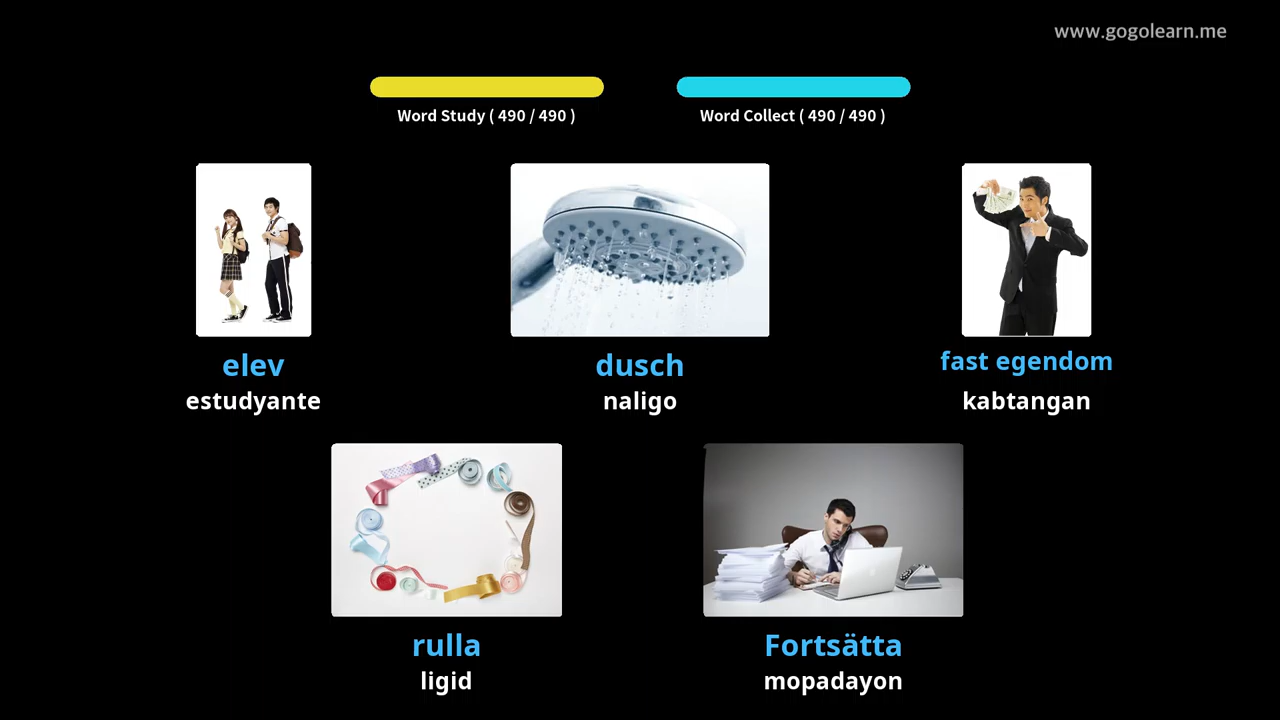 www.gogolearn.me
Word Study ( 490 / 490 )
Word Collect ( 490 / 490 )
elev
estudyante
dusch
naligo
fast egendom
kabtangan
rulla
ligid
Fortsätta
mopadayon